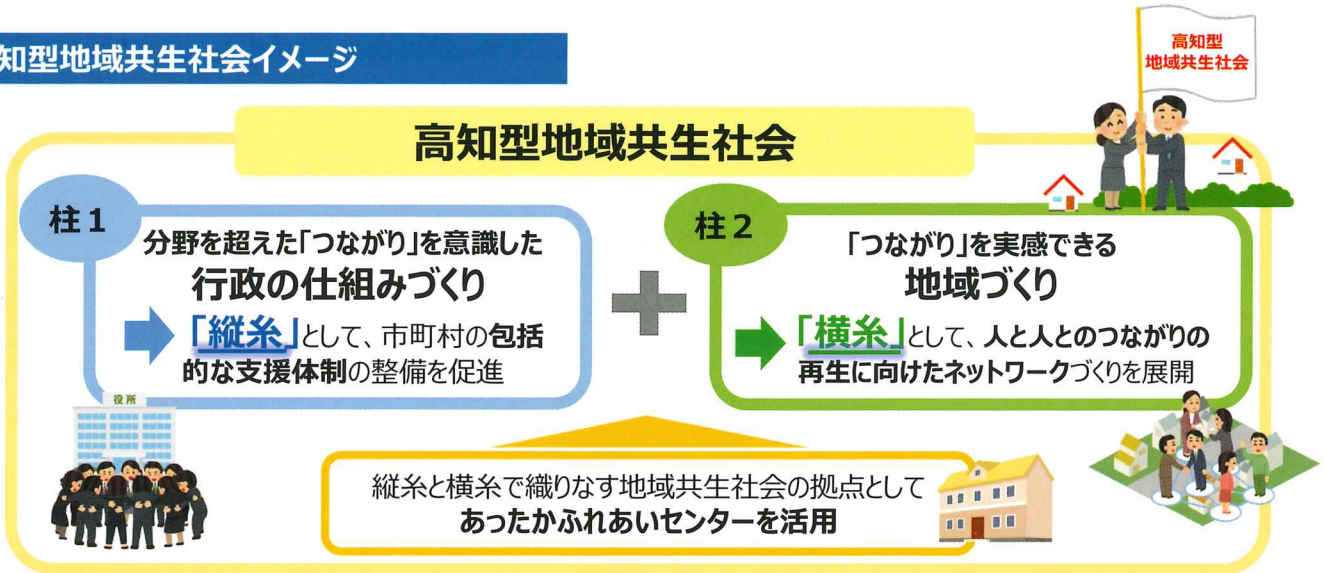 知型地域共生社会イメージ
高知型
地域共生社会
高知型地域共生社会
柱1
分野を超えた「つながり」を意識した
行政の仕組みづくり
「縦糸」として、市町村の包括
的な支援体制の整備を促進
柱2
「つながり」を実感できる
地域づくり
「横糸」として、人と人とのつながりの
再生に向けたネットワークづくりを展開
役所
縦糸と横糸で織りなす地域共生社会の拠点として
あったかふれあいセンターを活用